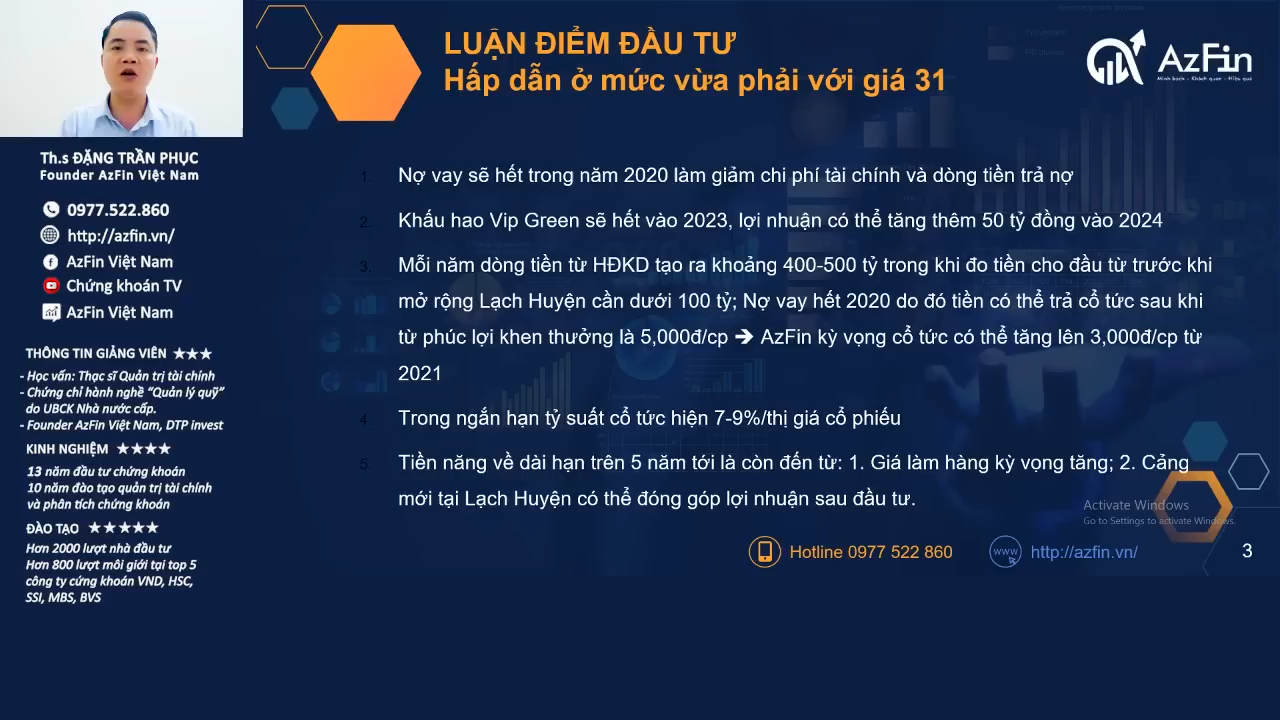 LUẬN ĐIỂM ĐẦU TƯ
Hấp dẫn ở mức vừa phải với giá 31
AzFin
Minh bạch - Khách quan - Hiệu quả
Th.s ĐẶNG TRẦN PHỤC
Founder AzFin Việt Nam
0977.522.860
http://azfin.vn/
AzFin Việt Nam
Chứng khoán TV
AzFin Việt Nam
THÔNG TIN GIẢNG VIÊN ★★★
- Học vấn: Thạc sĩ Quản trị tài chính
- Chứng chỉ hành nghề “Quản lý quỹ”
do UBCK Nhà nước cấp.
- Founder AzFin Việt Nam, DTP invest
KINH NGHIỆM ★★★★
13 năm đầu tư chứng khoán
10 năm đào tạo quản trị tài chính
và phân tích chứng khoán
ĐÀO TẠO ★★★★★
Hơn 2000 lượt nhà đầu tư
Hơn 800 lượt môi giới tại top 5
công ty cứng khoán VND, HSC,
SSI, MBS, BVS
1. Nợ vay sẽ hết trong năm 2020 làm giảm chi phí tài chính và dòng tiền trả nợ
2. Khấu hao Vip Green sẽ hết vào 2023, lợi nhuận có thể tăng thêm 50 tỷ đồng vào 2024
3. Mỗi năm dòng tiền từ HĐKD tạo ra khoảng 400-500 tỷ trong khi đo tiền cho đầu tư trước khi
mở rộng Lạch Huyện cần dưới 100 tỷ; Nợ vay hết 2020 do đó tiền có thể trả cổ tức sau khi
từ phúc lợi khen thưởng là 5,000đ/cp ➔ AzFin kỳ vọng cổ tức có thể tăng lên 3,000đ/cp từ
2021
4. Trong ngắn hạn tỷ suất cổ tức hiện 7-9%/thị giá cổ phiếu
5. Tiền năng về dài hạn trên 5 năm tới là còn đến từ: 1. Giá làm hàng kỳ vọng tăng; 2. Cảng
mới tại Lạch Huyện có thể đóng góp lợi nhuận sau đầu tư.
Activate Windows
Go to Settings to activate Windows.
Hotline 0977 522 860
www
http://azfin.vn/
3